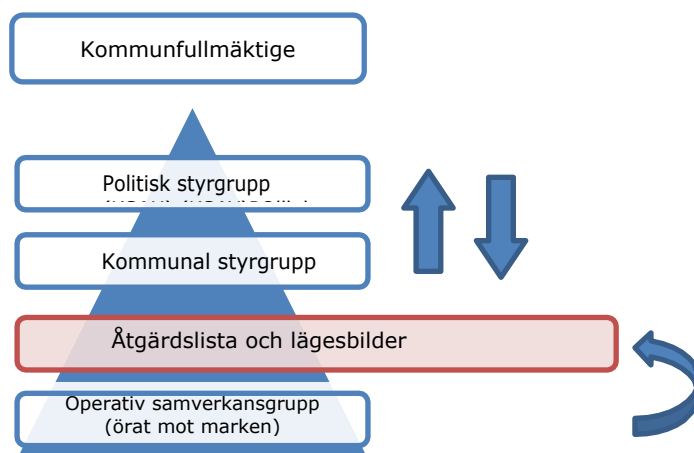 Kommunfullmäktige
Politisk styrgrupp
Kommunal styrgrupp
Åtgärdslista och lägesbilder
Operativ samverkansgrupp
(örat mot marken)